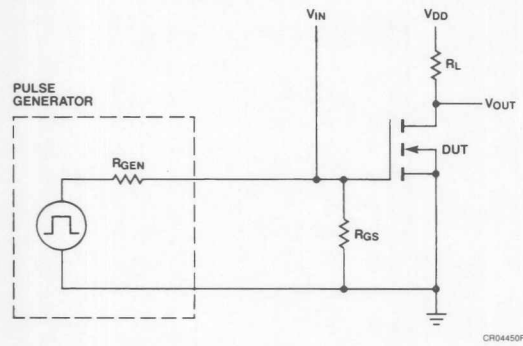 VIN
VDD
RL
PULSE
GENERATOR
VOUT
DUT
RGEN
RGS
CR04450F